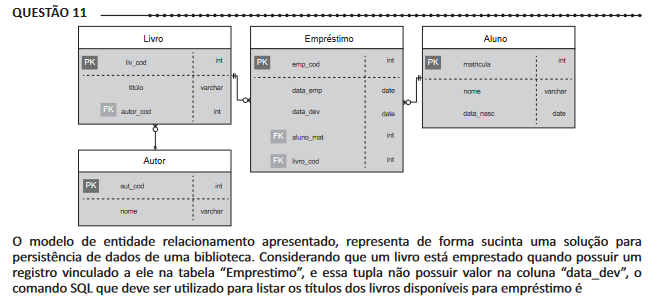 QUESTÃO 11
Livro
PK liv_cod int
titúlo varchar
FK autor_cod int
Empréstimo
PK emp_cod int
data_emp date
data_dev date
FK aluno_mat int
FK livro_cod int
Aluno
PK matricula int
nome varchar
data_nasc date
Autor
PK aut_cod int
nome varchar
O modelo de entidade relacionamento apresentado, representa de forma sucinta uma solução para
persistência de dados de uma biblioteca. Considerando que um livro está emprestado quando possuir um
registro vinculado a ele na tabela “Emprestimo”, e essa tupla não possuir valor na coluna “data_dev”, o
comando SQL que deve ser utilizado para listar os títulos dos livros disponíveis para empréstimo é